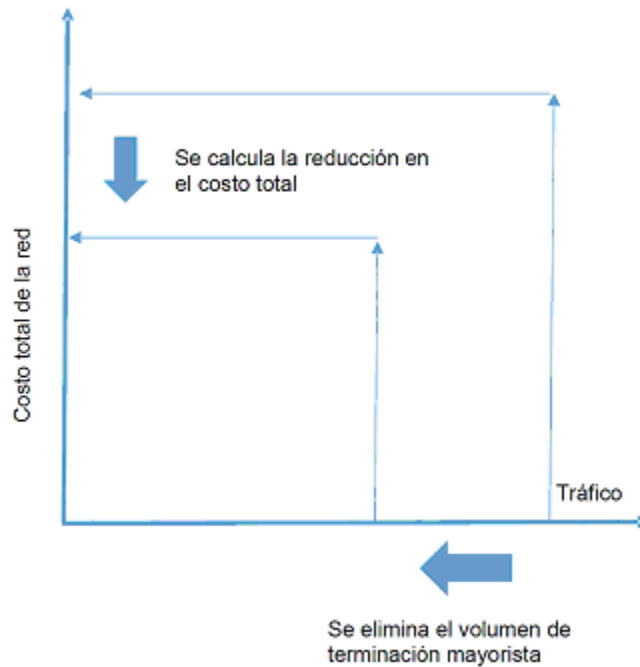 Se calcula la reducción en
el costo total
Costo total de la red
Tráfico
Se elimina el volumen de
terminación mayorista